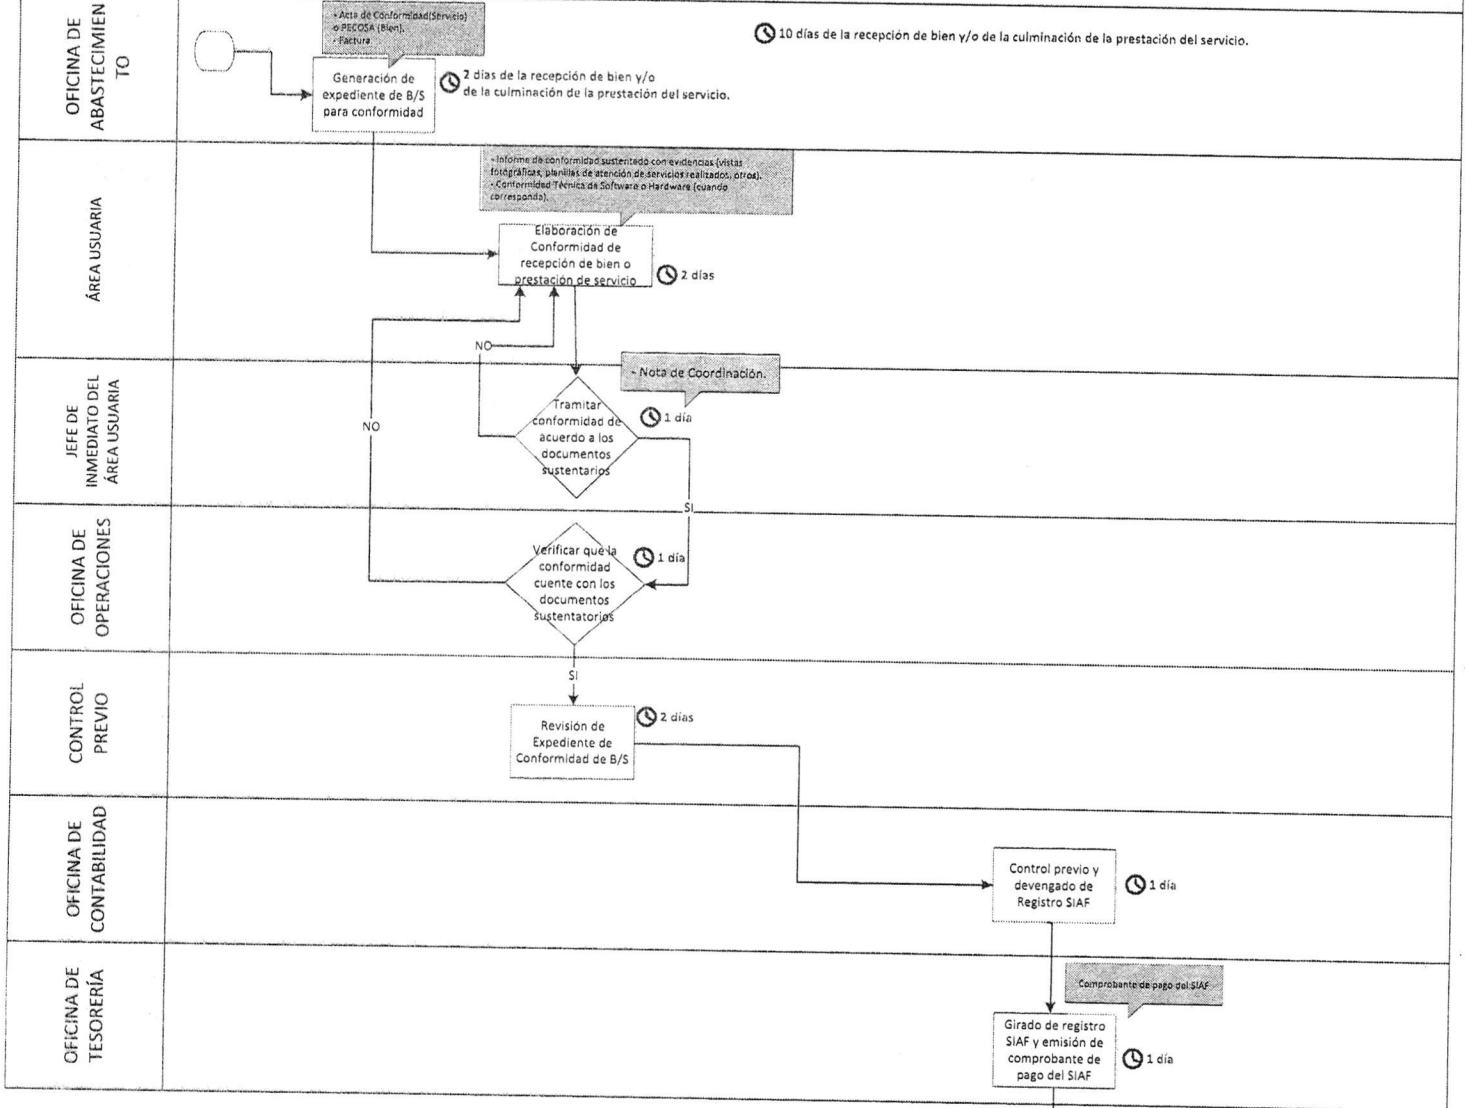 OFICINA DE
ABASTECIMIEN
TO
- Acta de Conformidad(Servicio)
o PECOSA (Bien).
- Factura
Generación de
expediente de B/S
para conformidad
2 días de la recepción de bien y/o
de la culminación de la prestación del servicio.
10 días de la recepción de bien y/o de la culminación de la prestación del servicio.
ÁREA USUARIA
- Informe de conformidad sustentado con evidencias (vistas
fotográficas, planillas de atención de servicios realizados, otros).
- Conformidad Técnica de Software o Hardware (cuando
corresponda).
Elaboración de
Conformidad de
recepción de bien o
prestación de servicio
2 días
NO
JEFE DE
INMEDIATO DEL
ÁREA USUARIA
- Nota de Coordinación.
Tramitar
conformidad de
acuerdo a los
documentos
sustentarios
1 día
NO
SI
OFICINA DE
OPERACIONES
Verificar que la
conformidad
cuente con los
documentos
sustentatorios
1 día
SI
CONTROL
PREVIO
Revisión de
Expediente de
Conformidad de B/S
2 días
OFICINA DE
CONTABILIDAD
Control previo y
devengado de
Registro SIAF
1 día
OFICINA DE
TESORERÍA
Comprobante de pago del SIAF
Girado de registro
SIAF y emisión de
comprobante de
pago del SIAF
1 día